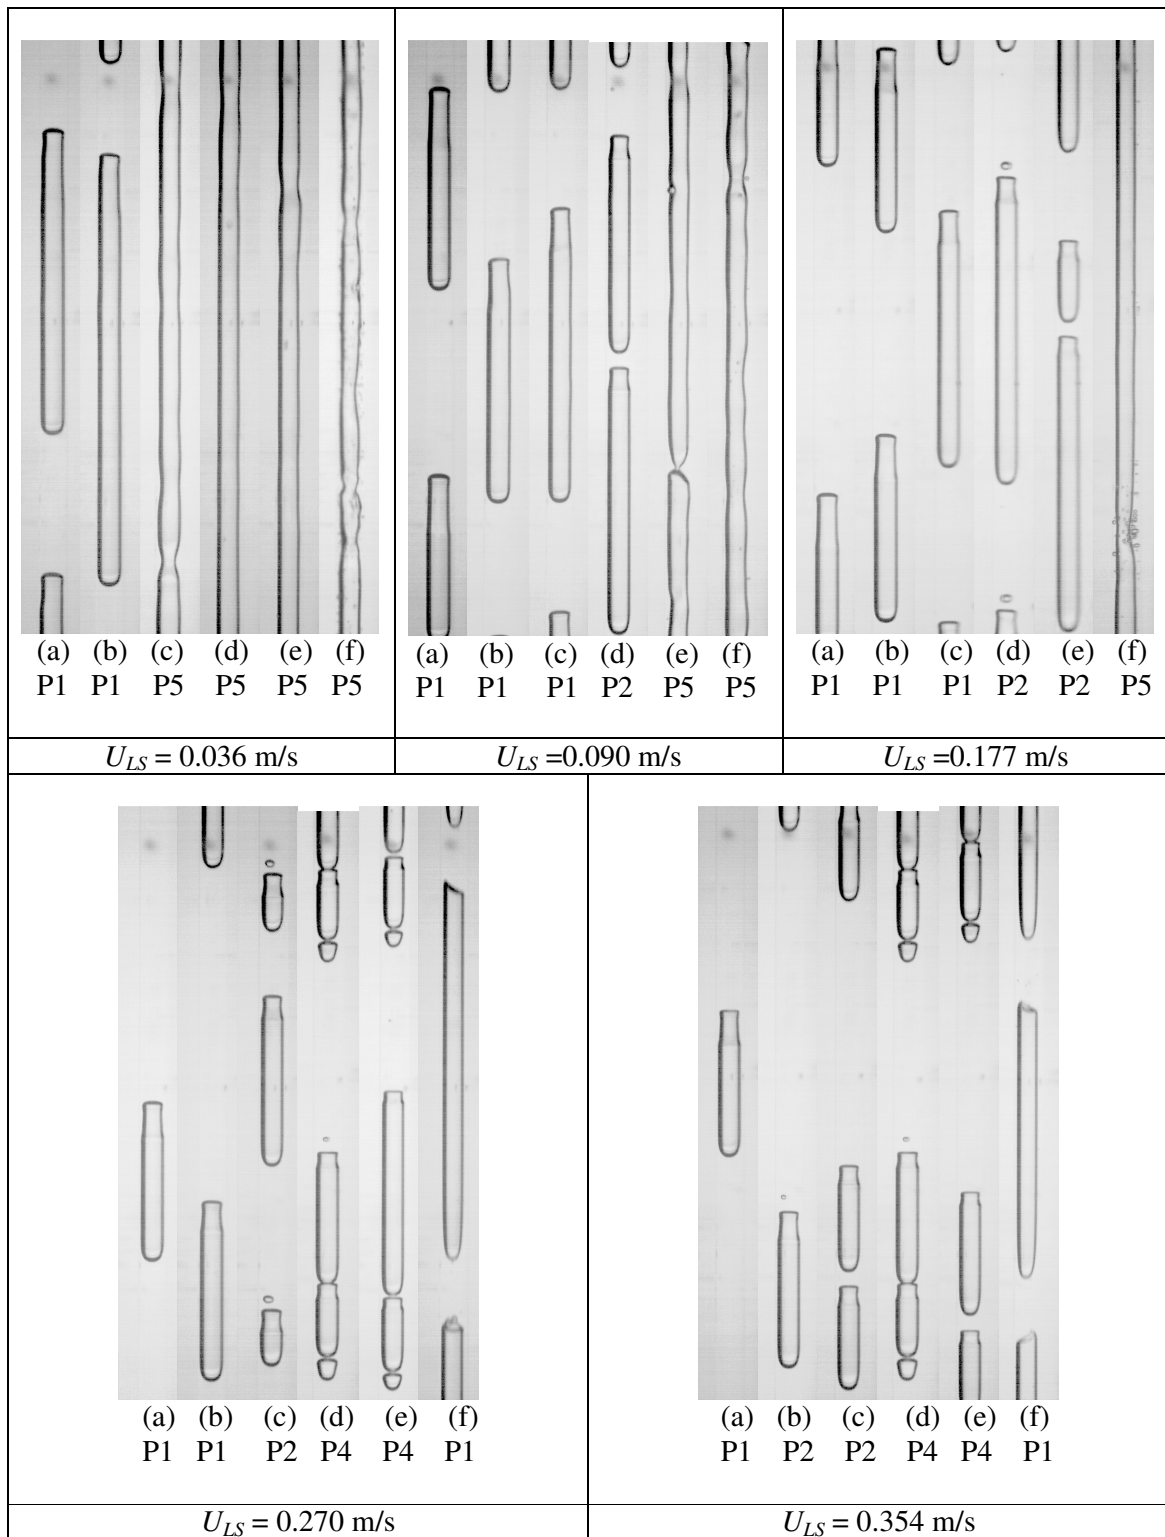 (a) (b) (c) (d) (e) (f)
P1 P1 P5 P5 P5 P5
U_LS = 0.036 m/s
(a) (b) (c) (d) (e) (f)
P1 P1 P1 P2 P5 P5
U_LS =0.090 m/s
(a) (b) (c) (d) (e) (f)
P1 P1 P1 P2 P2 P5
U_LS =0.177 m/s
(a) (b) (c) (d) (e) (f)
P1 P1 P2 P4 P4 P1
U_LS = 0.270 m/s
(a) (b) (c) (d) (e) (f)
P1 P2 P2 P4 P4 P1
U_LS = 0.354 m/s